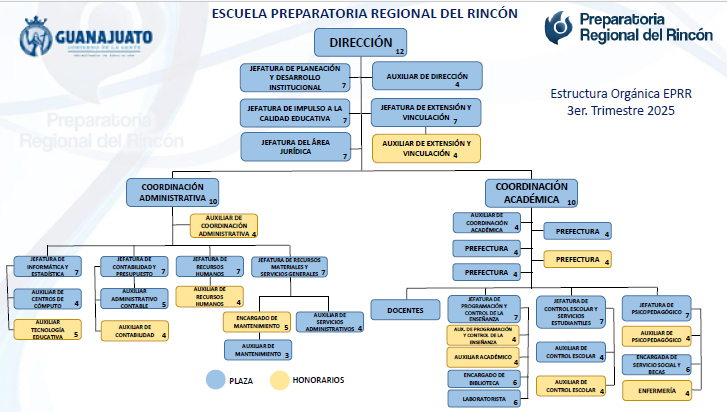 ESCUELA PREPARATORIA REGIONAL DEL RINCÓN
GUANAJUATO
GOBIERNO DE LA GENTE
Preparatoria
Regional del Rincón
Preparatoria
Regional del Rincón
Estructura Orgánica EPRR
3er. Trimestre 2025
DIRECCIÓN
12
JEFATURA DE PLANEACIÓN
Y DESARROLLO
INSTITUCIONAL
7
AUXILIAR DE DIRECCIÓN
4
JEFATURA DE IMPULSO A LA
CALIDAD EDUCATIVA
7
JEFATURA DE EXTENSIÓN Y
VINCULACIÓN
7
JEFATURA DEL ÁREA
JURÍDICA
7
AUXILIAR DE EXTENSIÓN Y
VINCULACIÓN
4
COORDINACIÓN
ADMINISTRATIVA
10
AUXILIAR DE
COORDINACIÓN
ADMINISTRATIVA
4
JEFATURA DE
INFORMÁTICA Y
ESTADÍSTICA
7
JEFATURA DE
CONTABILIDAD Y
PRESUPUESTO
7
JEFATURA DE
RECURSOS
HUMANOS
7
JEFATURA DE RECURSOS
MATERIALES Y
SERVICIOS GENERALES
7
AUXILIAR DE
CENTROS DE
CÓMPUTO
4
AUXILIAR
ADMINISTRATIVO
CONTABLE
5
AUXILIAR DE
RECURSOS
HUMANOS
4
AUXILIAR
TECNOLOGÍA
EDUCATIVA
5
AUXILIAR DE
CONTABILIDAD
4
ENCARGADO DE
MANTENIMIENTO
5
AUXILIAR DE
SERVICIOS
ADMINISTRATIVOS
4
AUXILIAR DE
MANTENIMIENTO
3
COORDINACIÓN
ACADÉMICA
10
AUXILIAR DE
COORDINACIÓN
ACADÉMICA
4
PREFECTURA
4
PREFECTURA
4
PREFECTURA
4
PREFECTURA
4
DOCENTES
JEFATURA DE
PROGRAMACIÓN Y
CONTROL DE LA
ENSEÑANZA
7
JEFATURA DE
CONTROL ESCOLAR Y
SERVICIOS
ESTUDIANTILES
7
JEFATURA DE
PSICOPEDAGÓGICO
7
AUX. DE PROGRAMACIÓN
Y CONTROL DE LA
ENSEÑANZA
4
AUXILIAR DE
PSICOPEDAGÓGICO
4
AUXILIAR ACADÉMICO
4
AUXILIAR DE
CONTROL ESCOLAR
4
ENCARGADA DE
SERVICIO SOCIAL Y
BECAS
6
ENCARGADO DE
BIBLIOTECA
6
AUXILIAR DE
CONTROL ESCOLAR
4
ENFERMERÍA
4
LABORATORISTA
6
PLAZA
HONORARIOS